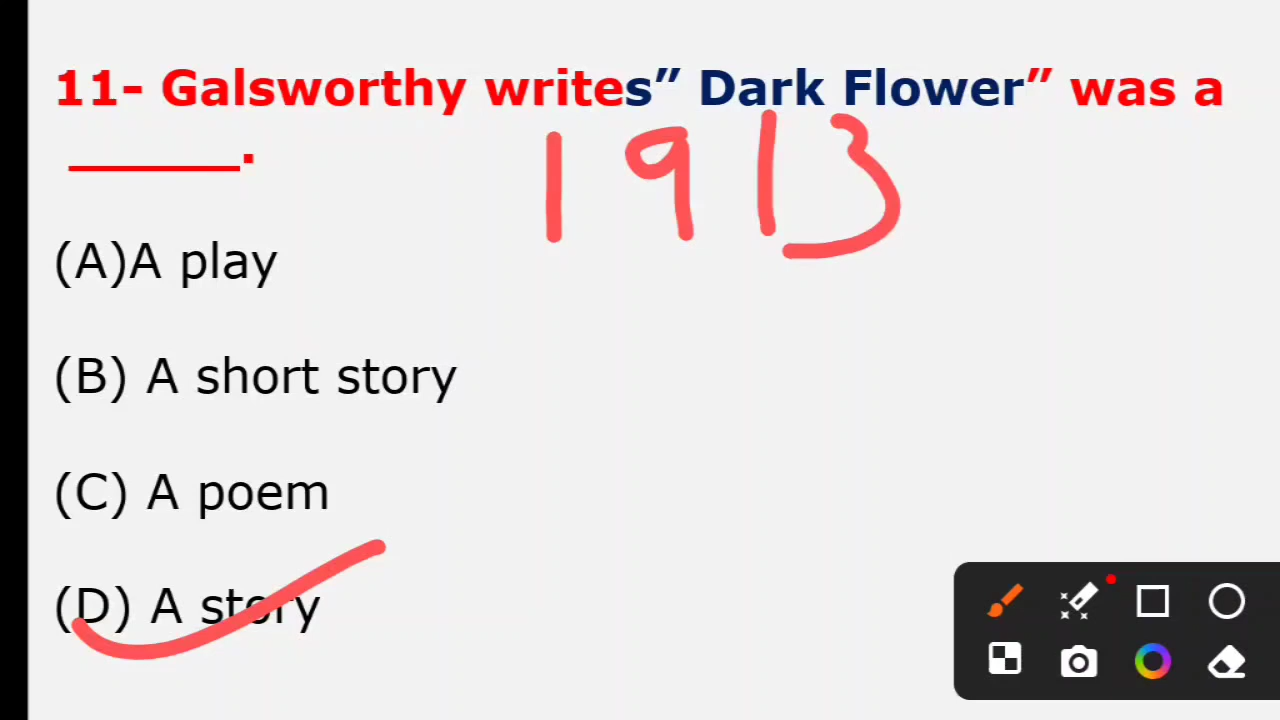 11- Galsworthy writes” Dark Flower” was a
______.
1913
(A)A play
(B) A short story
(C) A poem
(D) A story